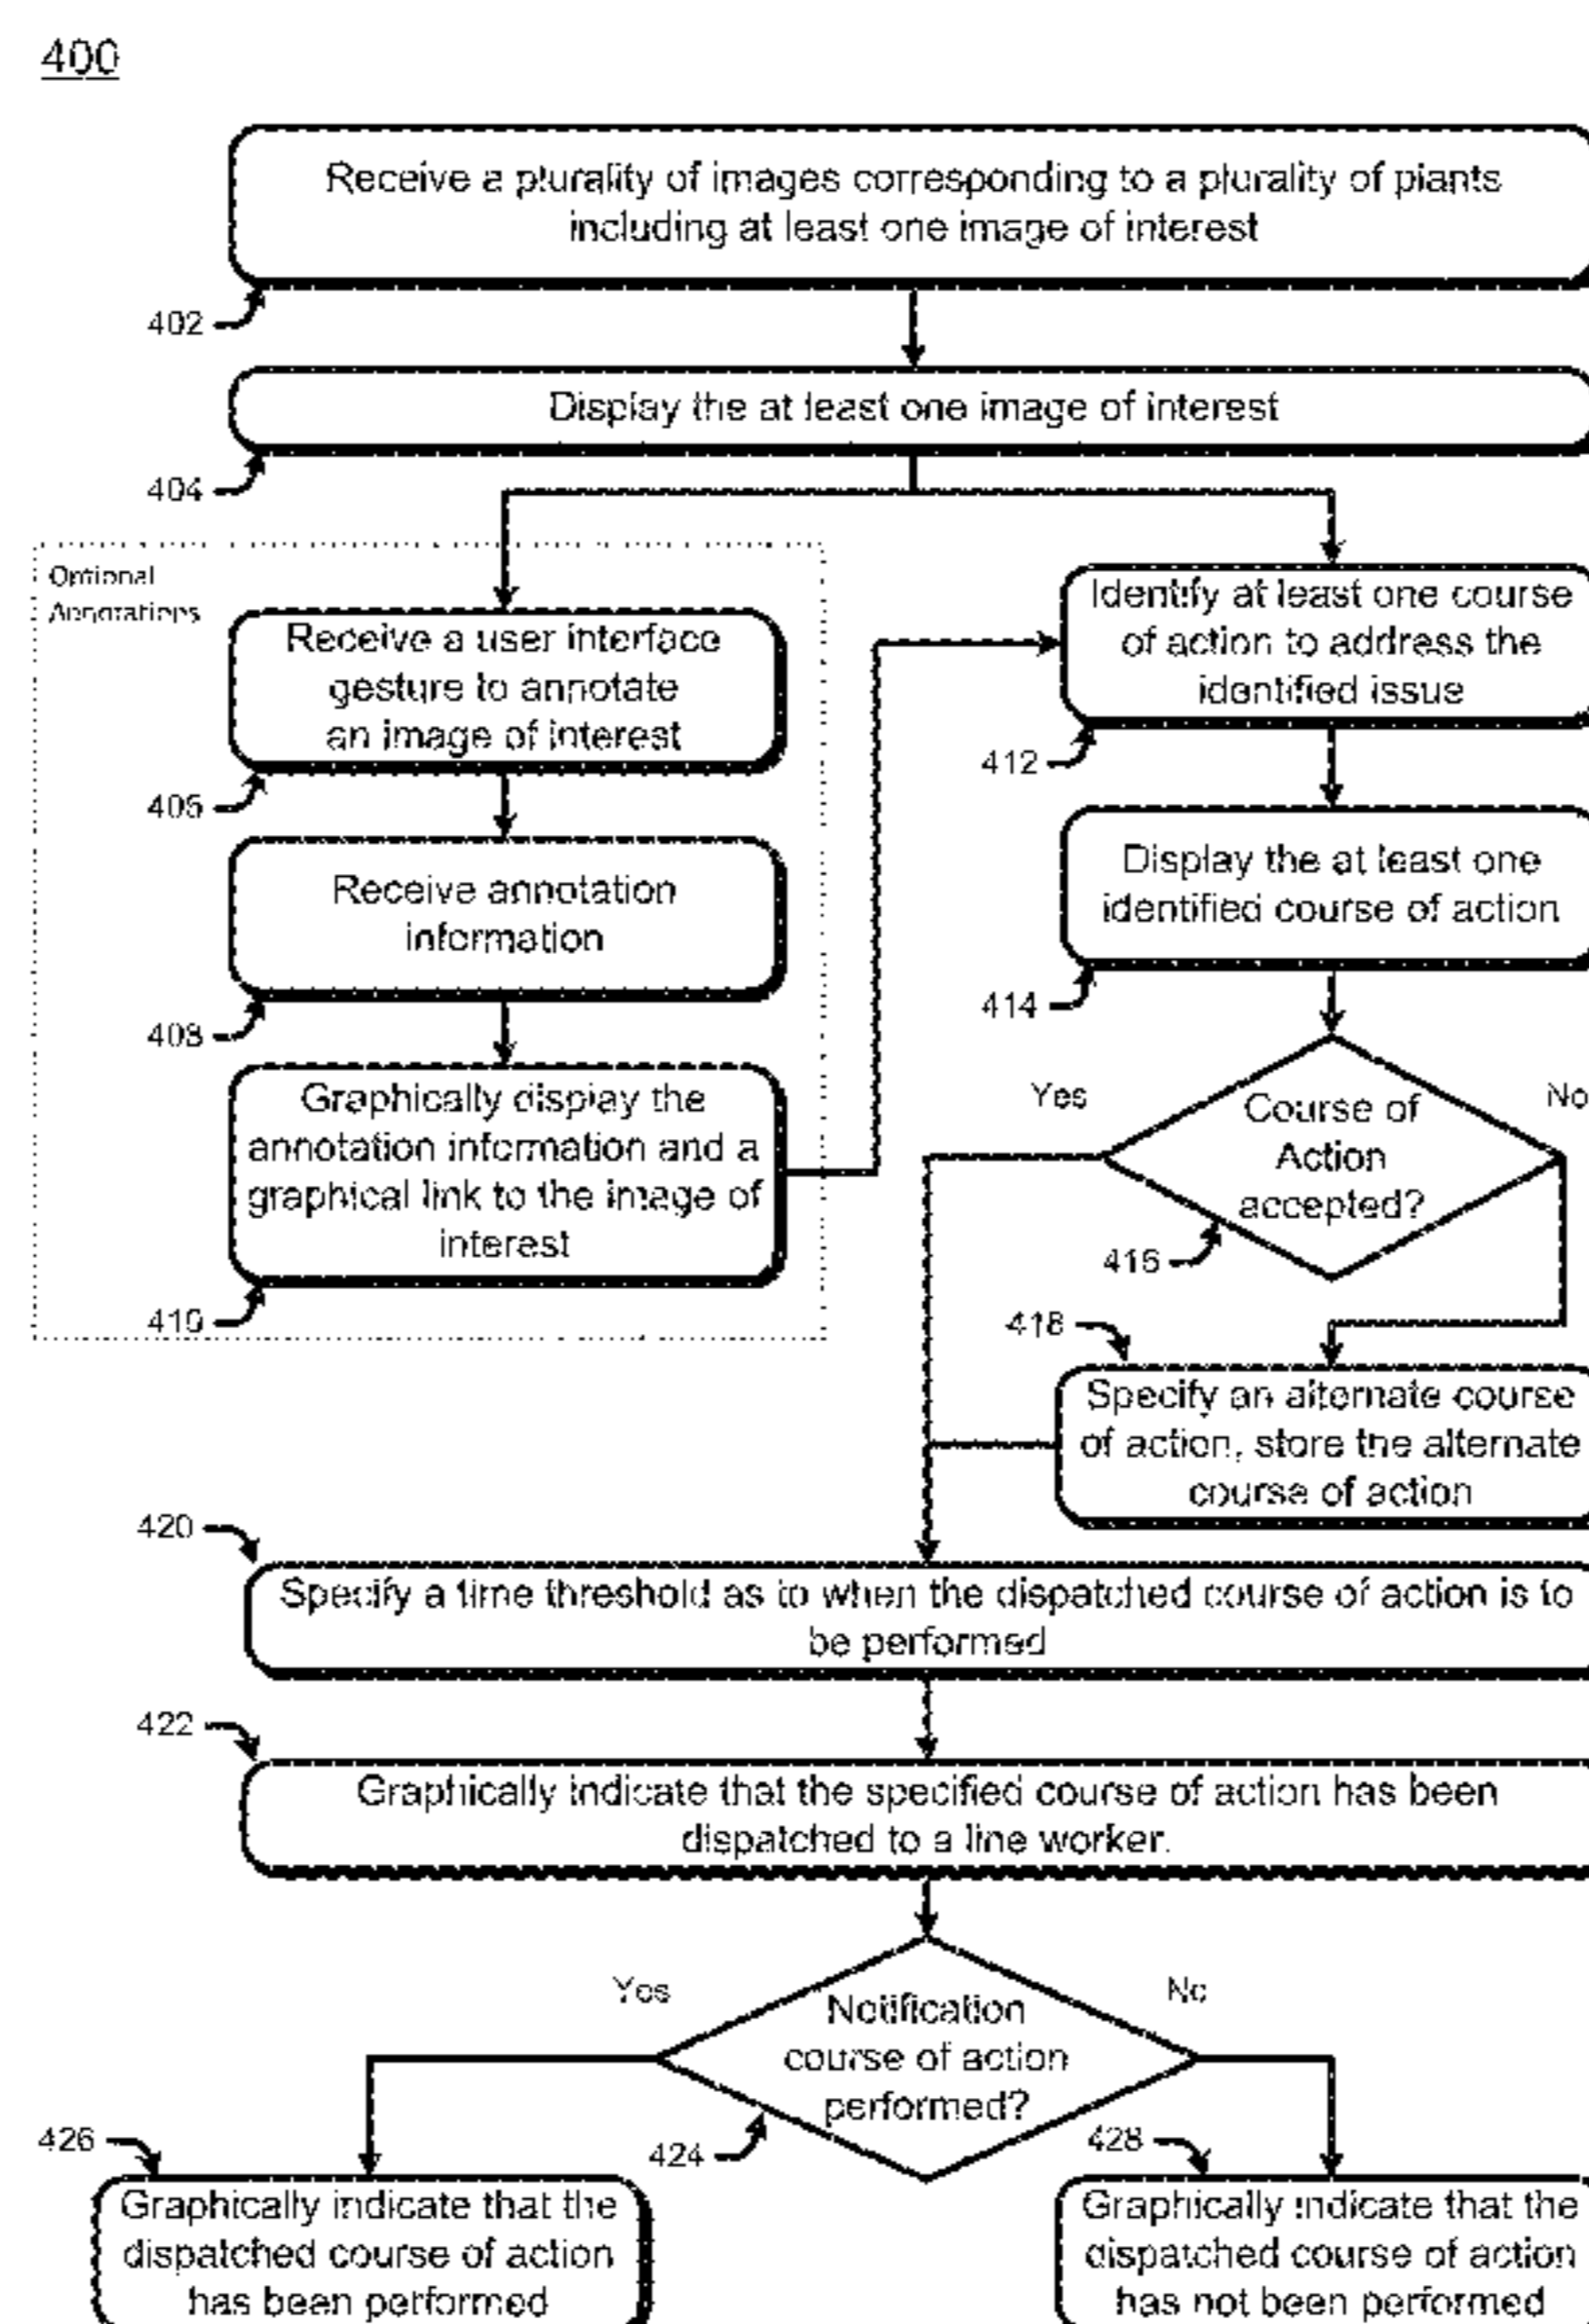 400
Receive a plurality of images corresponding to a plurality of plants
including at least one image of interest
402
Display the at least one image of interest
404
Optional
Annotations
Receive a user interface
gesture to annotate
an image of interest
406
Receive annotation
information
408
Graphically display the
annotation information and a
graphical link to the image of
interest
410
Identify at least one course
of action to address the
identified issue
412
Display the at least one
identified course of action
414
Yes
No
Course of
Action
accepted?
416
418
Specify an alternate course
of action, store the alternate
course of action
420
Specify a time threshold as to when the dispatched course of action is to
be performed
422
Graphically indicate that the specified course of action has been
dispatched to a line worker.
Yes
No
Notification
course of action
performed?
424
426
Graphically indicate that the
dispatched course of action
has been performed
428
Graphically indicate that the
dispatched course of action
has not been performed